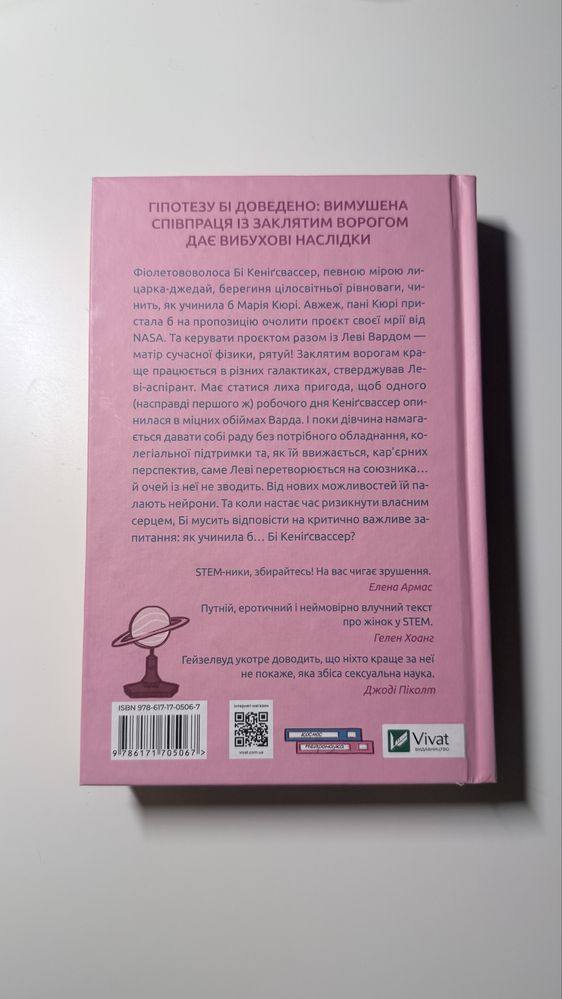 ГІПОТЕЗУ БІ ДОВЕДЕНО: ВИМУШЕНА
СПІВПРАЦЯ ІЗ ЗАКЛЯТИМ ВОРОГОМ
ДАЄ ВИБУХОВІ НАСЛІДКИ
Фіолетововолоса Бі Кеніґсвассер, певною мірою ли-
царка-джедай, берегиня цілосвітньої рівноваги, чи-
нить, як учинила б Марія Кюрі. Авжеж, пані Кюрі при-
стала б на пропозицію очолити проєкт своєї мрії від
NASA. Та керувати проєктом разом із Леві Вардом —
матір сучасної фізики, рятуй! Заклятим ворогам кра-
ще працюється в різних галактиках, стверджував Ле-
ві-аспірант. Має статися лиха пригода, щоб одного
(насправді першого ж) робочого дня Кеніґсвассер опи-
нилася в міцних обіймах Варда. І поки дівчина намага-
ється давати собі раду без потрібного обладнання, ко-
легіальної підтримки та, як їй ввижається, кар'єрних
перспектив, саме Леві перетворюється на союзника...
й очей із неї не зводить. Від нових можливостей їй па-
лають нейрони. Та коли настає час ризикнути власним
серцем, Бі мусить відповісти на критично важливе за-
питання: як учинила б... Бі Кеніґсвассер?
STEM-ники, збирайтесь! На вас чигає зрушення.
Елена Армас
Путній, еротичний і неймовірно влучний текст
про жінок у STEM.
Гелен Хоанг
Гейзелвуд укотре доводить, що ніхто краще за неї
не покаже, яка збіса сексуальна наука.
Джоді Піколт
ISBN 978-617-17-0506-7
9 786171 705067 >
інтернет-магазин
vivat.com.ua
космос
Нейронаука
Vivat
ВИДАВНИЦТВО